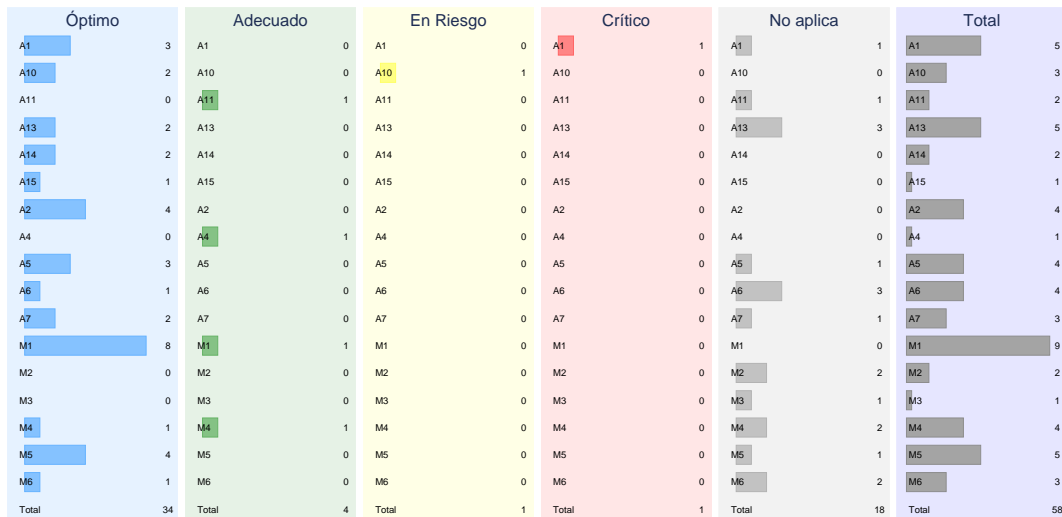 Óptimo Adecuado En Riesgo Crítico No aplica Total
A1 3 A1 0 A1 0 A1 1 A1 1 A1 5
A10 2 A10 0 A10 1 A10 0 A10 0 A10 3
A11 0 A11 1 A11 0 A11 0 A11 1 A11 2
A13 2 A13 0 A13 0 A13 0 A13 3 A13 5
A14 2 A14 0 A14 0 A14 0 A14 0 A14 2
A15 1 A15 0 A15 0 A15 0 A15 0 A15 1
A2 4 A2 0 A2 0 A2 0 A2 0 A2 4
A4 0 A4 1 A4 0 A4 0 A4 0 A4 1
A5 3 A5 0 A5 0 A5 0 A5 1 A5 4
A6 1 A6 0 A6 0 A6 0 A6 3 A6 4
A7 2 A7 0 A7 0 A7 0 A7 1 A7 3
M1 8 M1 1 M1 0 M1 0 M1 0 M1 9
M2 0 M2 0 M2 0 M2 0 M2 2 M2 2
M3 0 M3 0 M3 0 M3 0 M3 1 M3 1
M4 1 M4 1 M4 0 M4 0 M4 2 M4 4
M5 4 M5 0 M5 0 M5 0 M5 1 M5 5
M6 1 M6 0 M6 0 M6 0 M6 2 M6 3
Total 34 Total 4 Total 1 Total 1 Total 18 Total 58